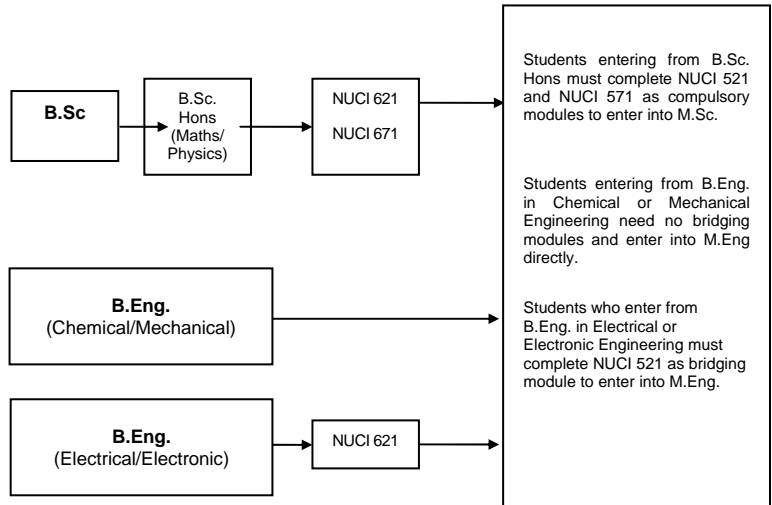 B.Sc
B.Sc.
Hons
(Maths/
Physics)
NUCI 621
NUCI 671
Students entering from B.Sc.
Hons must complete NUCI 521
and NUCI 571 as compulsory
modules to enter into M.Sc.
Students entering from B.Eng.
in Chemical or Mechanical
Engineering need no bridging
modules and enter into M.Eng
directly.
B.Eng.
(Chemical/Mechanical)
Students who enter from
B.Eng. in Electrical or
Electronic Engineering must
complete NUCI 521 as bridging
module to enter into M.Eng.
B.Eng.
(Electrical/Electronic)
NUCI 621